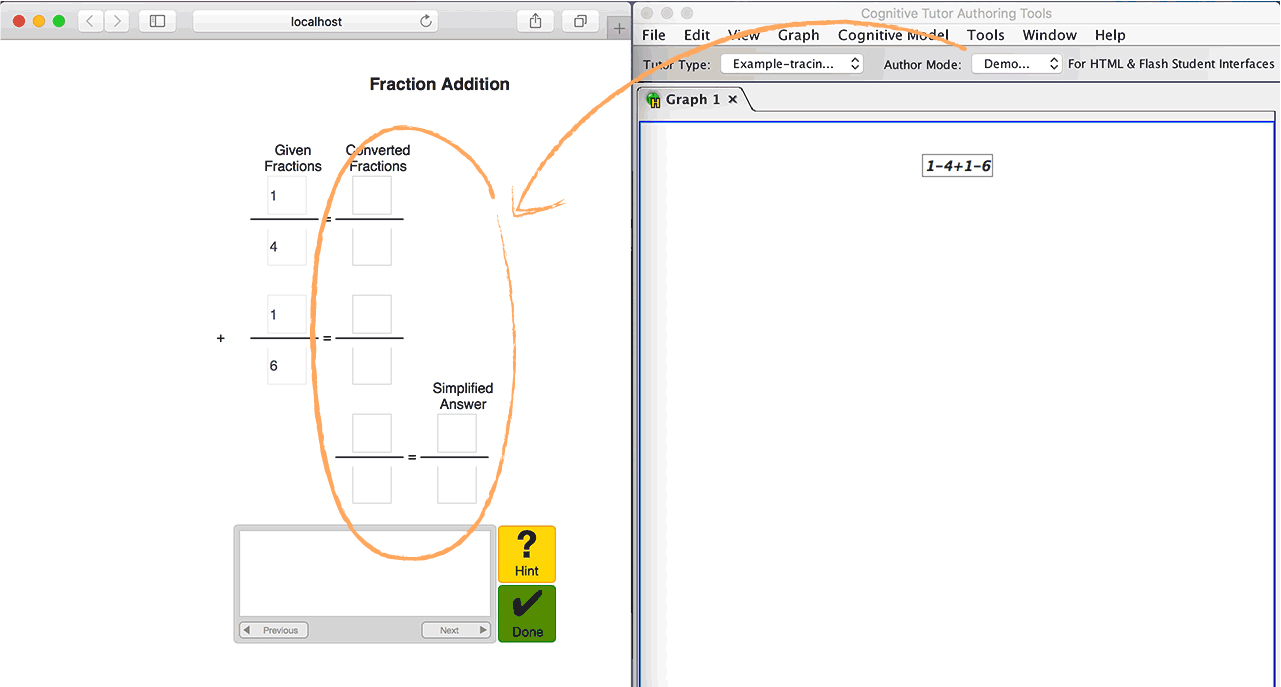 localhost
Fraction Addition
Given Fractions
Converted Fractions
1
=
4
1
+
=
6
Simplified Answer
=
?
Hint
Previous
Next
Done
Cognitive Tutor Authoring Tools
File Edit View Graph Cognitive Model Tools Window Help
Tutor Type: Example-tracin... Author Mode: Demo... For HTML & Flash Student Interfaces
H Graph 1 ×
1-4+1-6